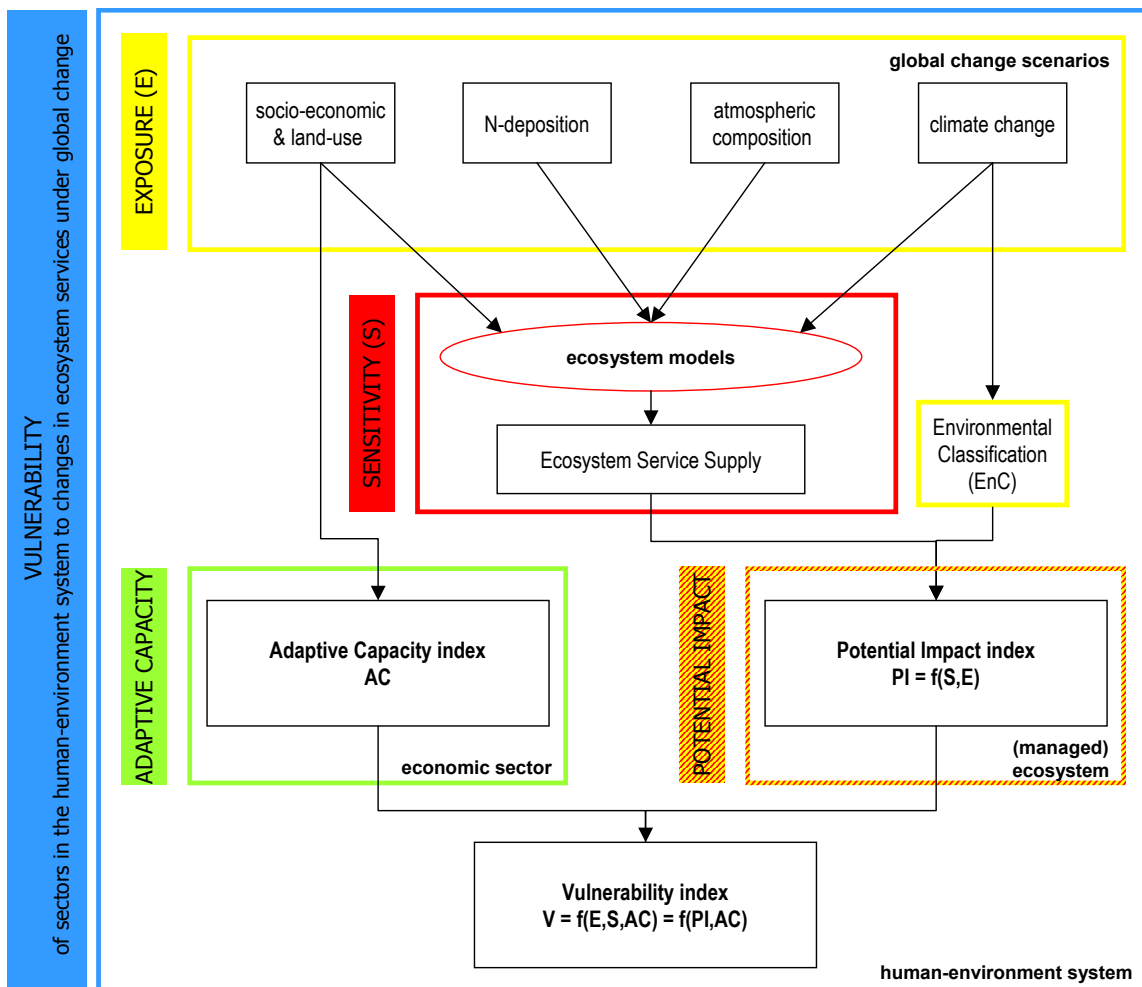 VULNERABILITY
of sectors in the human-environment system to changes in ecosystem services under global change
EXPOSURE (E)
global change scenarios
socio-economic
& land-use
N-deposition
atmospheric
composition
climate change
SENSITIVITY (S)
ecosystem models
Ecosystem Service Supply
Environmental
Classification
(EnC)
ADAPTIVE CAPACITY
Adaptive Capacity index
AC
economic sector
POTENTIAL IMPACT
Potential Impact index
PI = f(S,E)
(managed)
ecosystem
Vulnerability index
V = f(E,S,AC) = f(PI,AC)
human-environment system